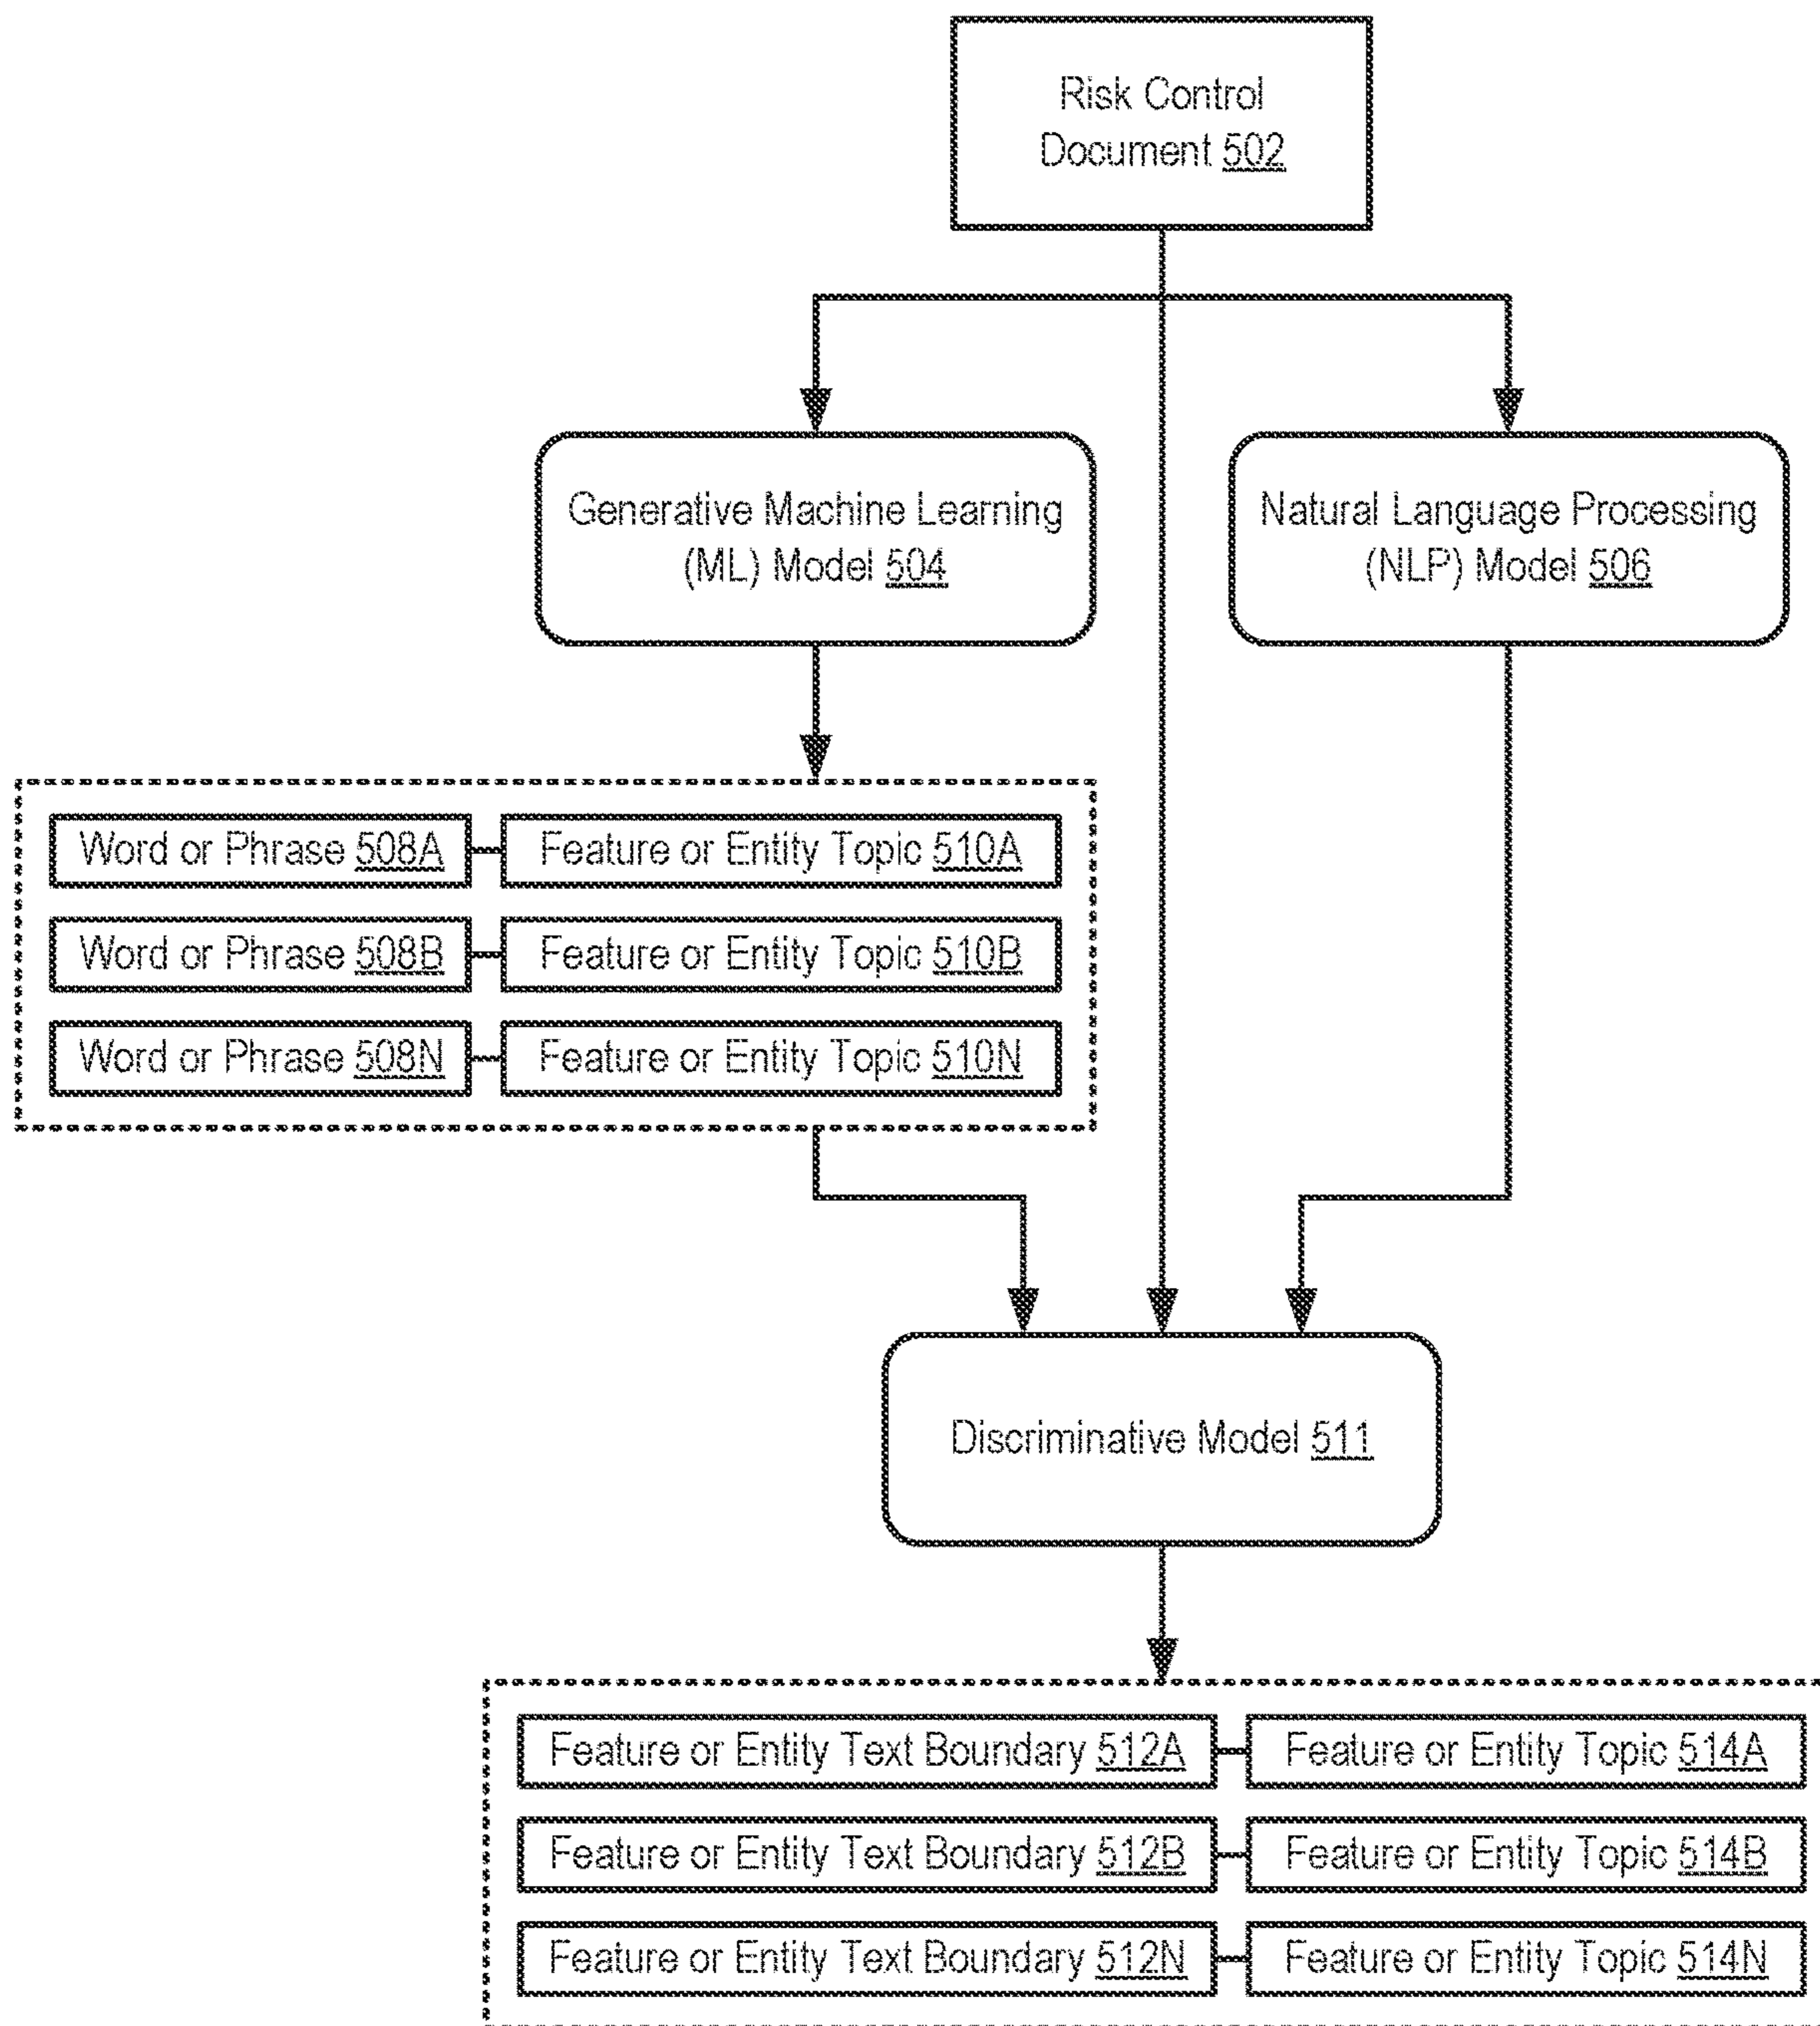 Risk Control
Document 502
Generative Machine Learning
(ML) Model 504
Natural Language Processing
(NLP) Model 506
Word or Phrase 508A
Feature or Entity Topic 510A
Word or Phrase 508B
Feature or Entity Topic 510B
Word or Phrase 508N
Feature or Entity Topic 510N
Discriminative Model 511
Feature or Entity Text Boundary 512A
Feature or Entity Topic 514A
Feature or Entity Text Boundary 512B
Feature or Entity Topic 514B
Feature or Entity Text Boundary 512N
Feature or Entity Topic 514N